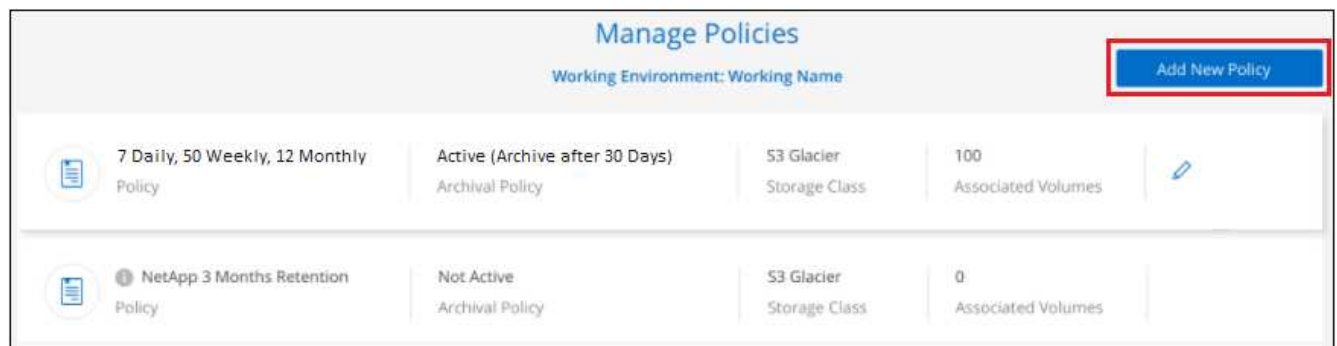 Manage Policies
Working Environment: Working Name
Add New Policy
7 Daily, 50 Weekly, 12 Monthly
Policy
Active (Archive after 30 Days)
Archival Policy
S3 Glacier
Storage Class
100
Associated Volumes
NetApp 3 Months Retention
Policy
Not Active
Archival Policy
S3 Glacier
Storage Class
0
Associated Volumes